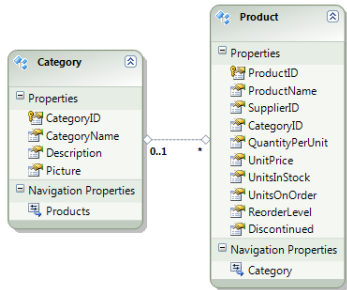 Category
Properties
CategoryID
CategoryName
Description
Picture
Navigation Properties
Products
0..1
*
Product
Properties
ProductID
ProductName
SupplierID
CategoryID
QuantityPerUnit
UnitPrice
UnitsInStock
UnitsOnOrder
ReorderLevel
Discontinued
Navigation Properties
Category